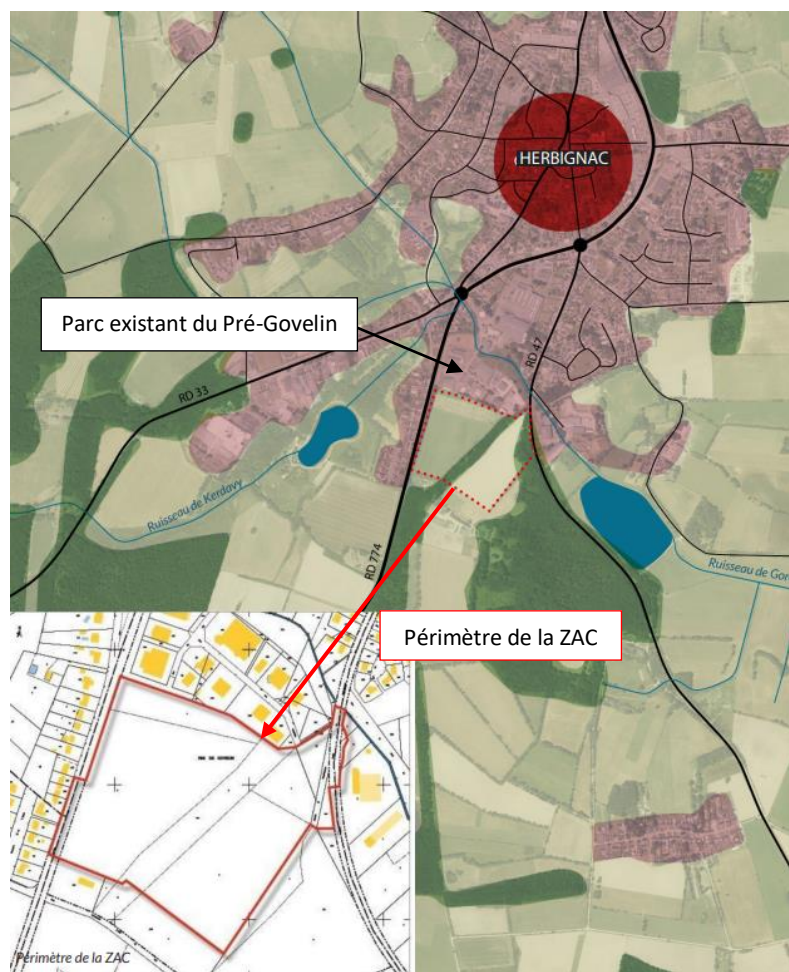 HERBIGNAC
Parc existant du Pré-Govelin
RD 47
RD 33
Ruisseau de Kerdavy
RD 774
Ruisseau de Gor
Périmètre de la ZAC
Périmètre de la ZAC